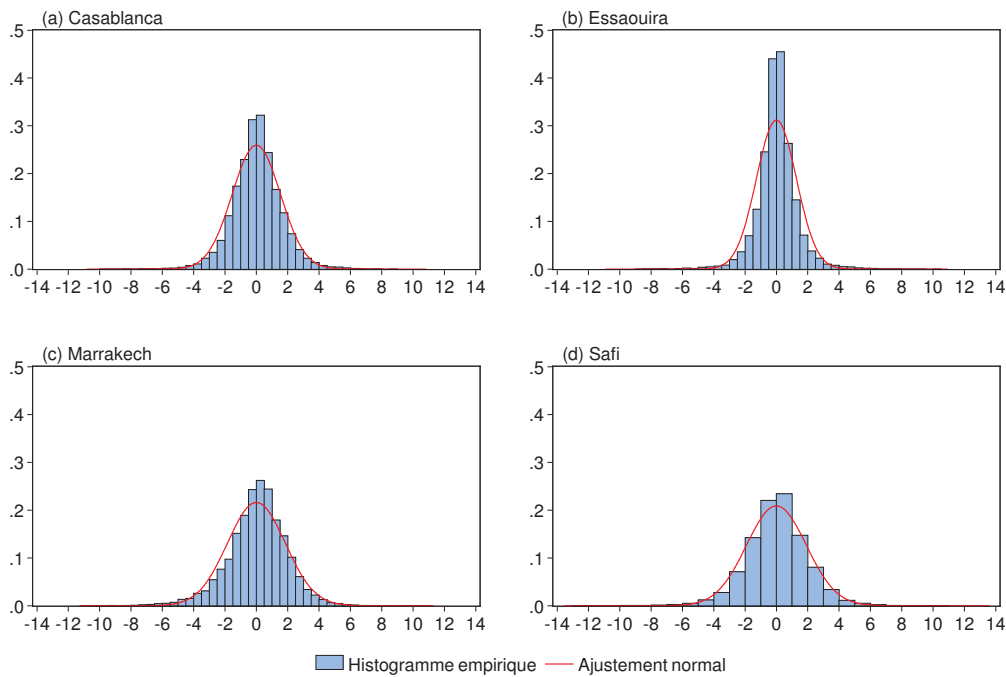 (a) Casablanca
.5
.4
.3
.2
.1
.0
-14 -12 -10 -8 -6 -4 -2 0 2 4 6 8 10 12 14
(b) Essaouira
.5
.4
.3
.2
.1
.0
-14 -12 -10 -8 -6 -4 -2 0 2 4 6 8 10 12 14
(c) Marrakech
.5
.4
.3
.2
.1
.0
-14 -12 -10 -8 -6 -4 -2 0 2 4 6 8 10 12 14
(d) Safi
.5
.4
.3
.2
.1
.0
-14 -12 -10 -8 -6 -4 -2 0 2 4 6 8 10 12 14
Histogramme empirique Ajustement normal